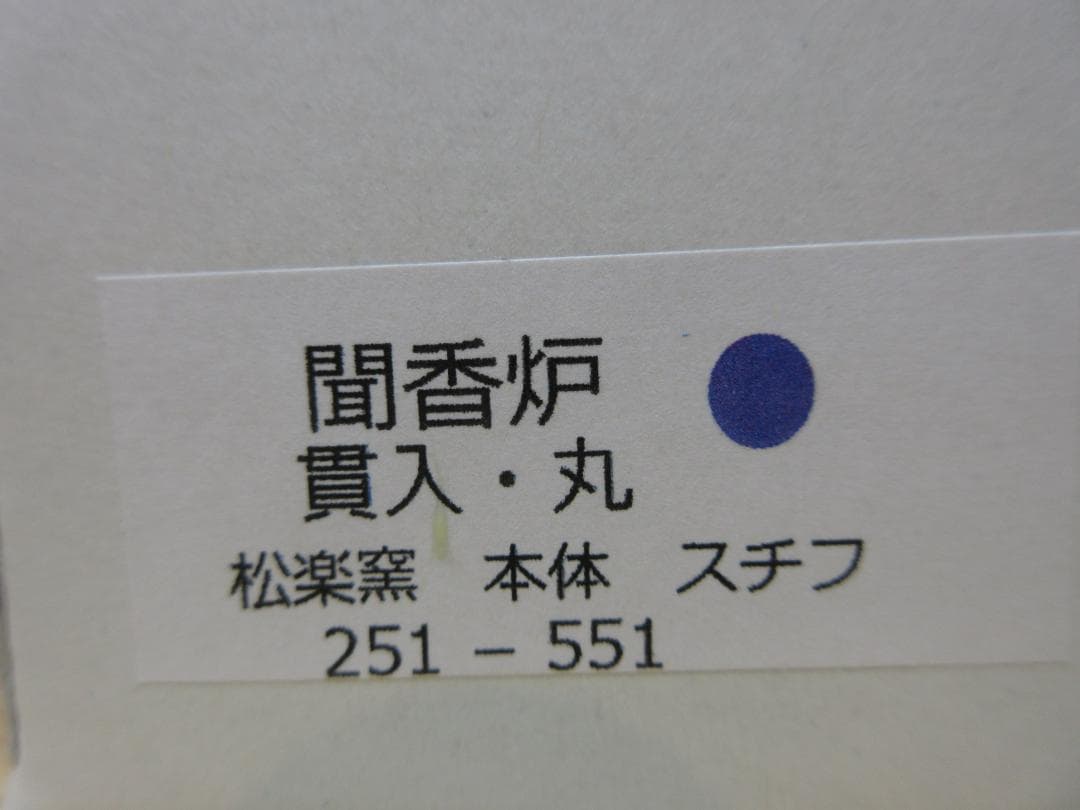 聞香炉
貫入・丸
松楽窯　本体　スチフ
251 – 551